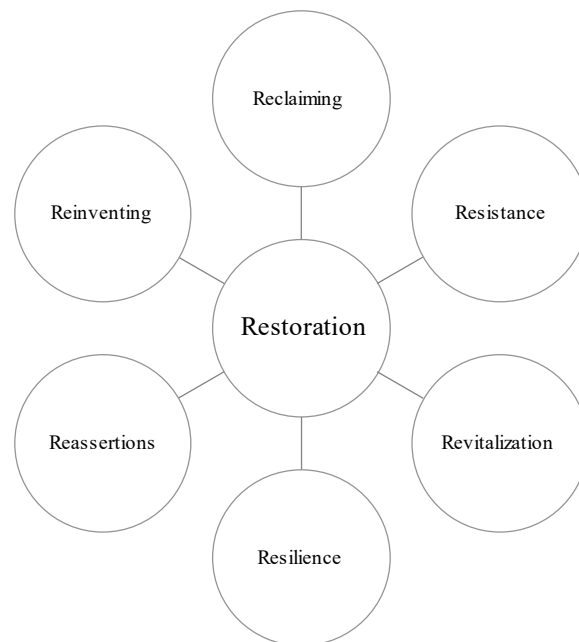 Reclaiming
Reinventing
Resistance
Restoration
Reassertions
Revitalization
Resilience